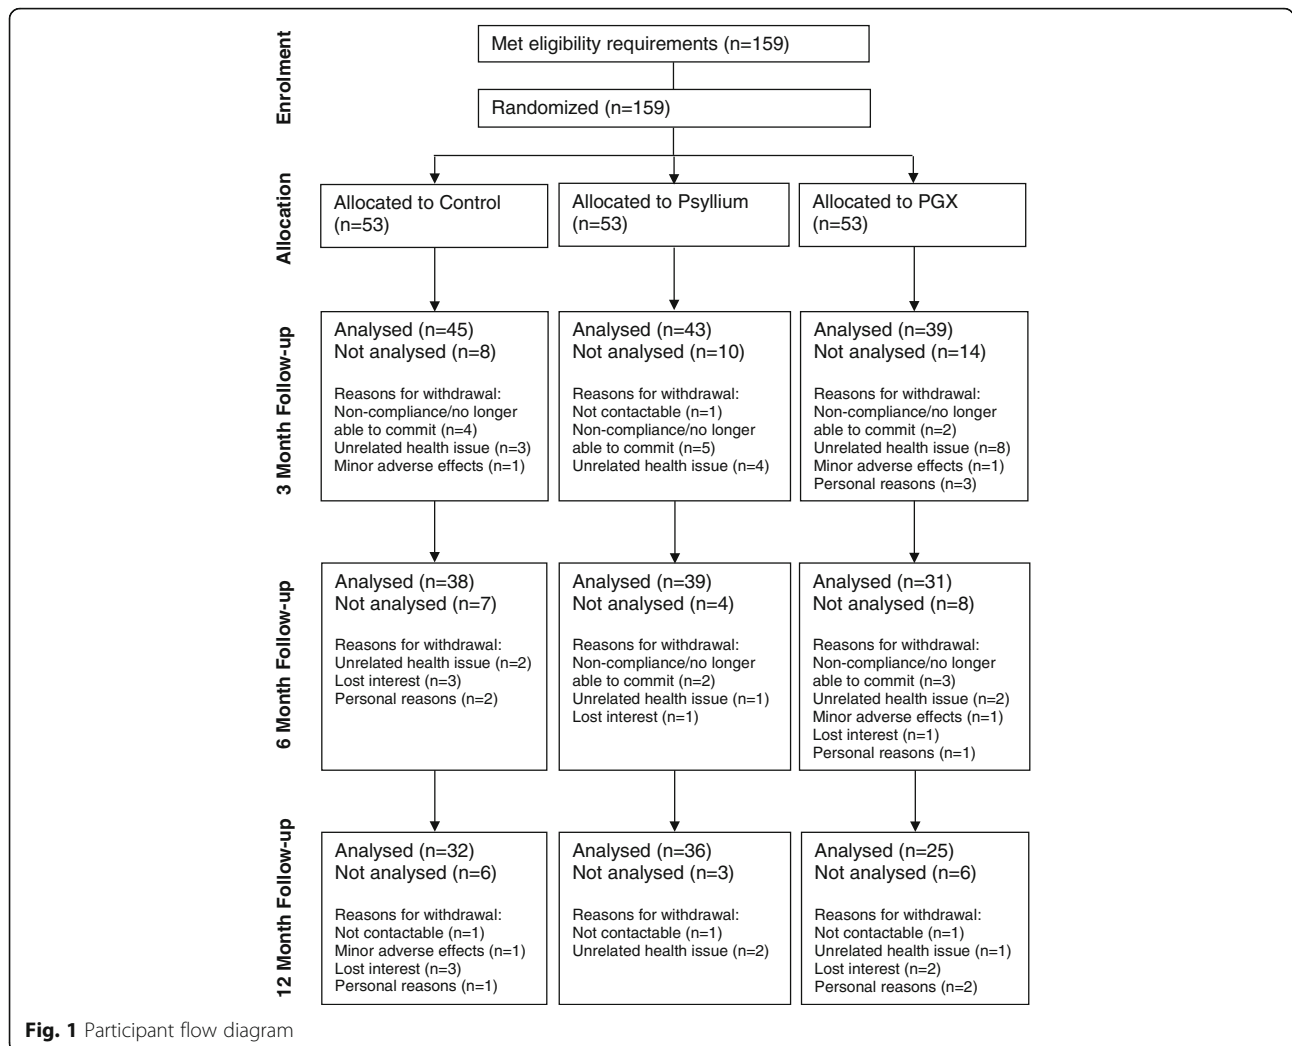 Enrolment
Met eligibility requirements (n=159)
Randomized (n=159)
Allocation
Allocated to Control
(n=53)
Allocated to Psyllium
(n=53)
Allocated to PGX
(n=53)
3 Month Follow-up
Analysed (n=45)
Not analysed (n=8)
Reasons for withdrawal:
Non-compliance/no longer
able to commit (n=4)
Unrelated health issue (n=3)
Minor adverse effects (n=1)
Analysed (n=43)
Not analysed (n=10)
Reasons for withdrawal:
Not contactable (n=1)
Non-compliance/no longer
able to commit (n=5)
Unrelated health issue (n=4)
Analysed (n=39)
Not analysed (n=14)
Reasons for withdrawal:
Non-compliance/no longer
able to commit (n=2)
Unrelated health issue (n=8)
Minor adverse effects (n=1)
Personal reasons (n=3)
6 Month Follow-up
Analysed (n=38)
Not analysed (n=7)
Reasons for withdrawal:
Unrelated health issue (n=2)
Lost interest (n=3)
Personal reasons (n=2)
Analysed (n=39)
Not analysed (n=4)
Reasons for withdrawal:
Non-compliance/no longer
able to commit (n=2)
Unrelated health issue (n=1)
Lost interest (n=1)
Analysed (n=31)
Not analysed (n=8)
Reasons for withdrawal:
Non-compliance/no longer
able to commit (n=3)
Unrelated health issue (n=2)
Minor adverse effects (n=1)
Lost interest (n=1)
Personal reasons (n=1)
12 Month Follow-up
Analysed (n=32)
Not analysed (n=6)
Reasons for withdrawal:
Not contactable (n=1)
Minor adverse effects (n=1)
Lost interest (n=3)
Personal reasons (n=1)
Analysed (n=36)
Not analysed (n=3)
Reasons for withdrawal:
Not contactable (n=1)
Unrelated health issue (n=2)
Analysed (n=25)
Not analysed (n=6)
Reasons for withdrawal:
Not contactable (n=1)
Unrelated health issue (n=1)
Lost interest (n=2)
Personal reasons (n=2)
Fig. 1 Participant flow diagram